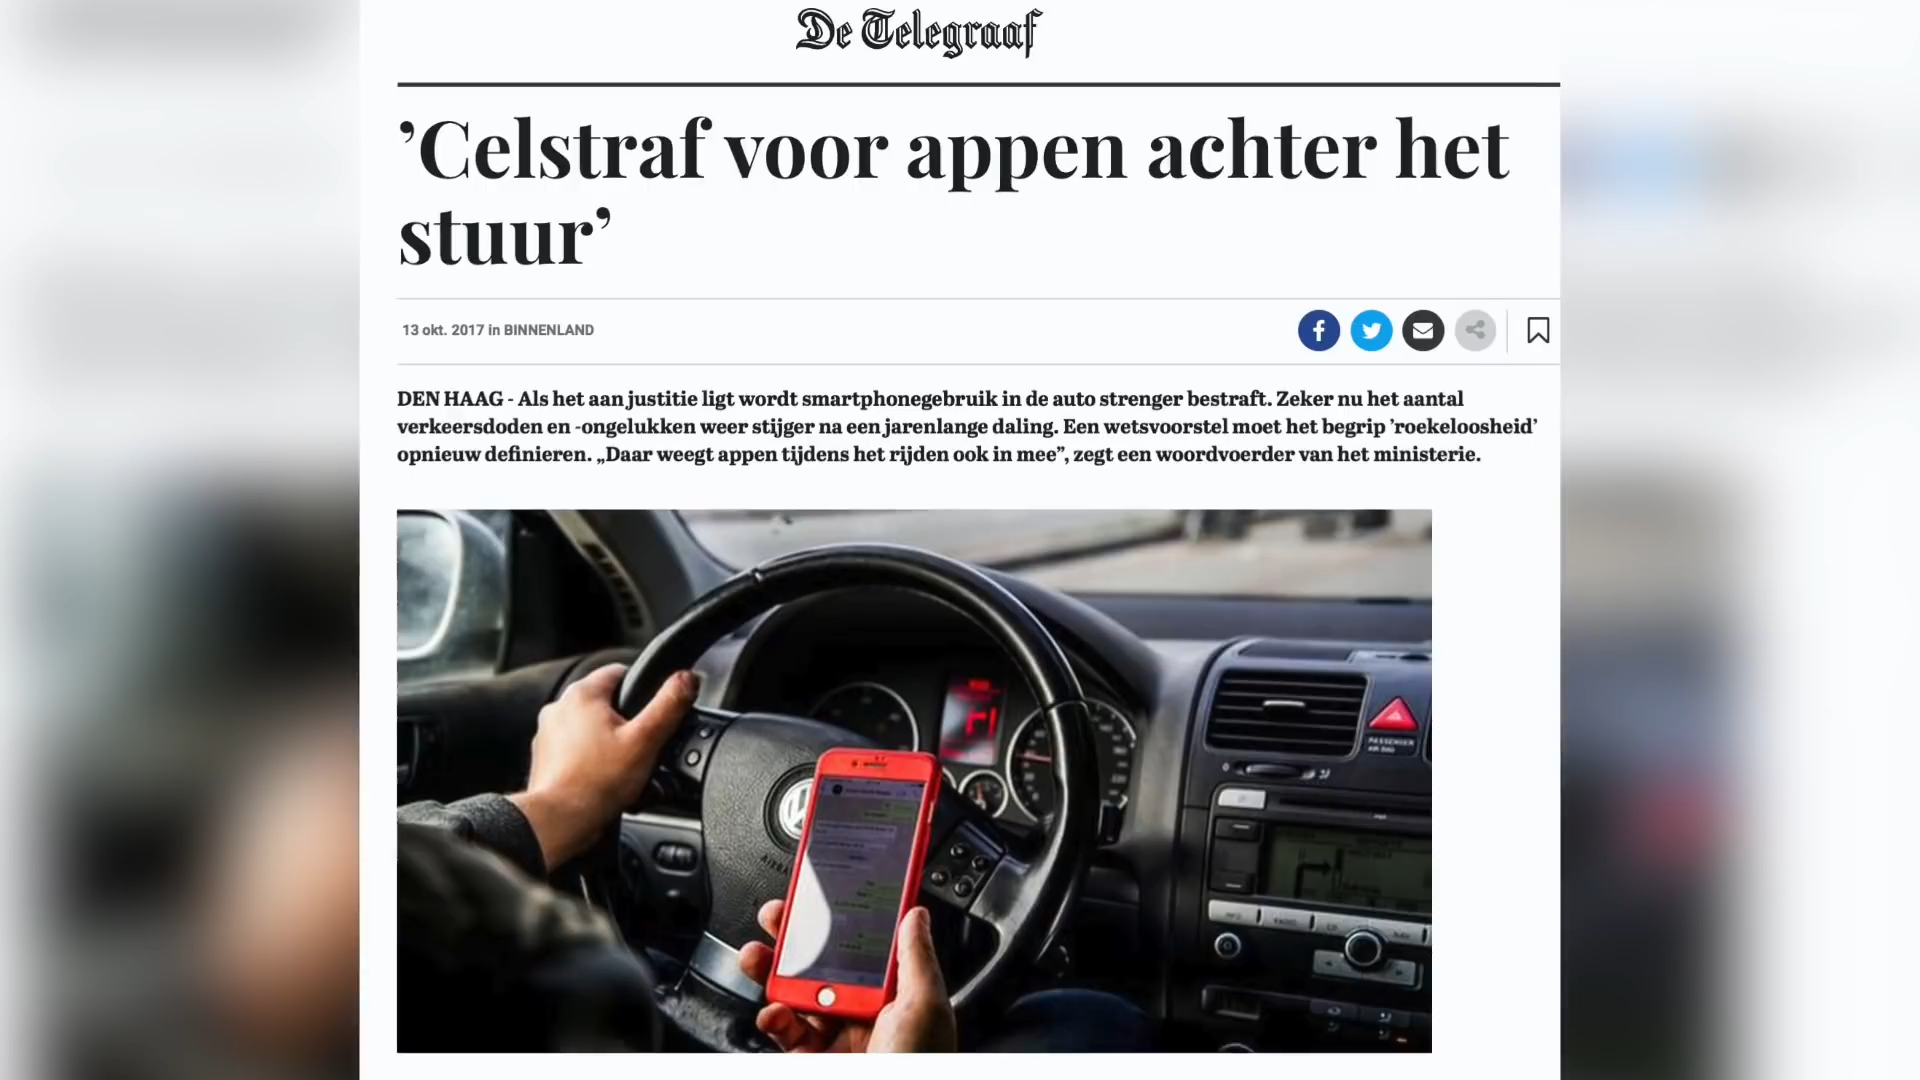 De Telegraaf
’Celstraf voor appen achter het
stuur’
13 okt. 2017 in BINNENLAND
DEN HAAG - Als het aan justitie ligt wordt smartphonegebruik in de auto strenger bestraft. Zeker nu het aantal
verkeersdoden en -ongelukken weer stijger na een jarenlange daling. Een wetsvoorstel moet het begrip ’roekeloosheid’
opnieuw definieren. „Daar weegt appen tijdens het rijden ook in mee”, zegt een woordvoerder van het ministerie.
PASSENGER
AIR BAG